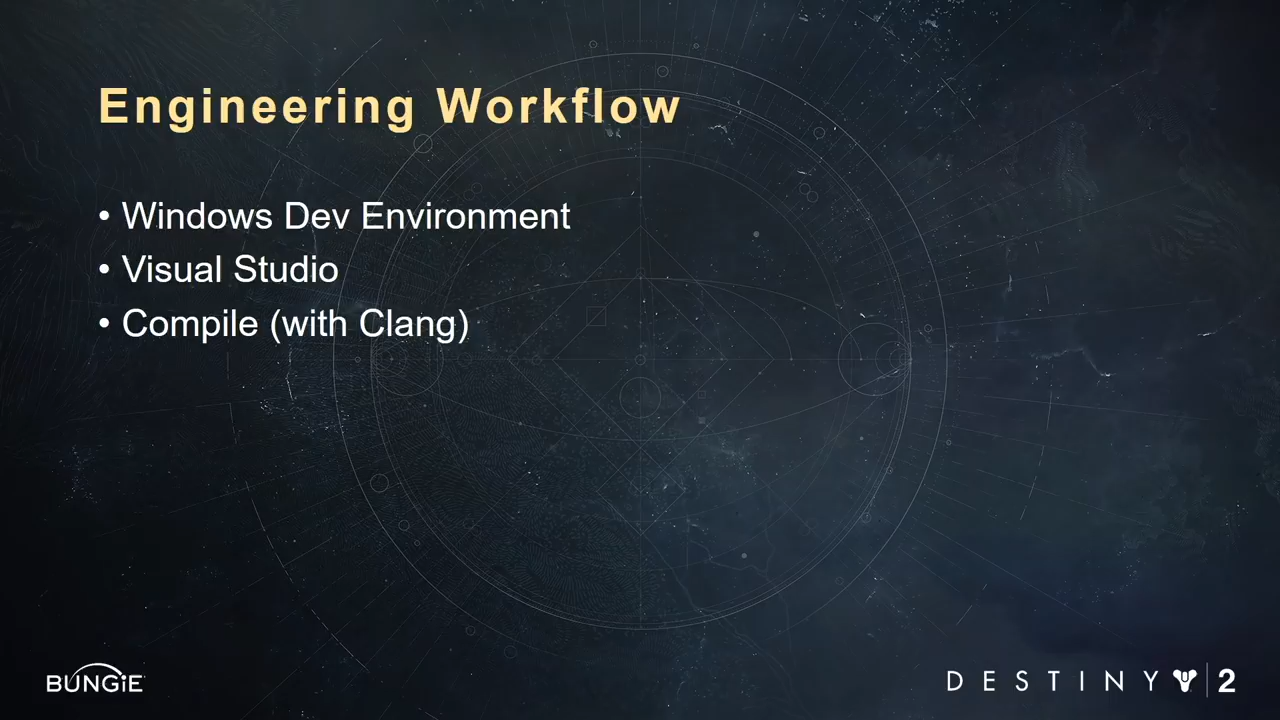 Engineering Workflow
• Windows Dev Environment
• Visual Studio
• Compile (with Clang)
BUNGiE
DESTINY 2